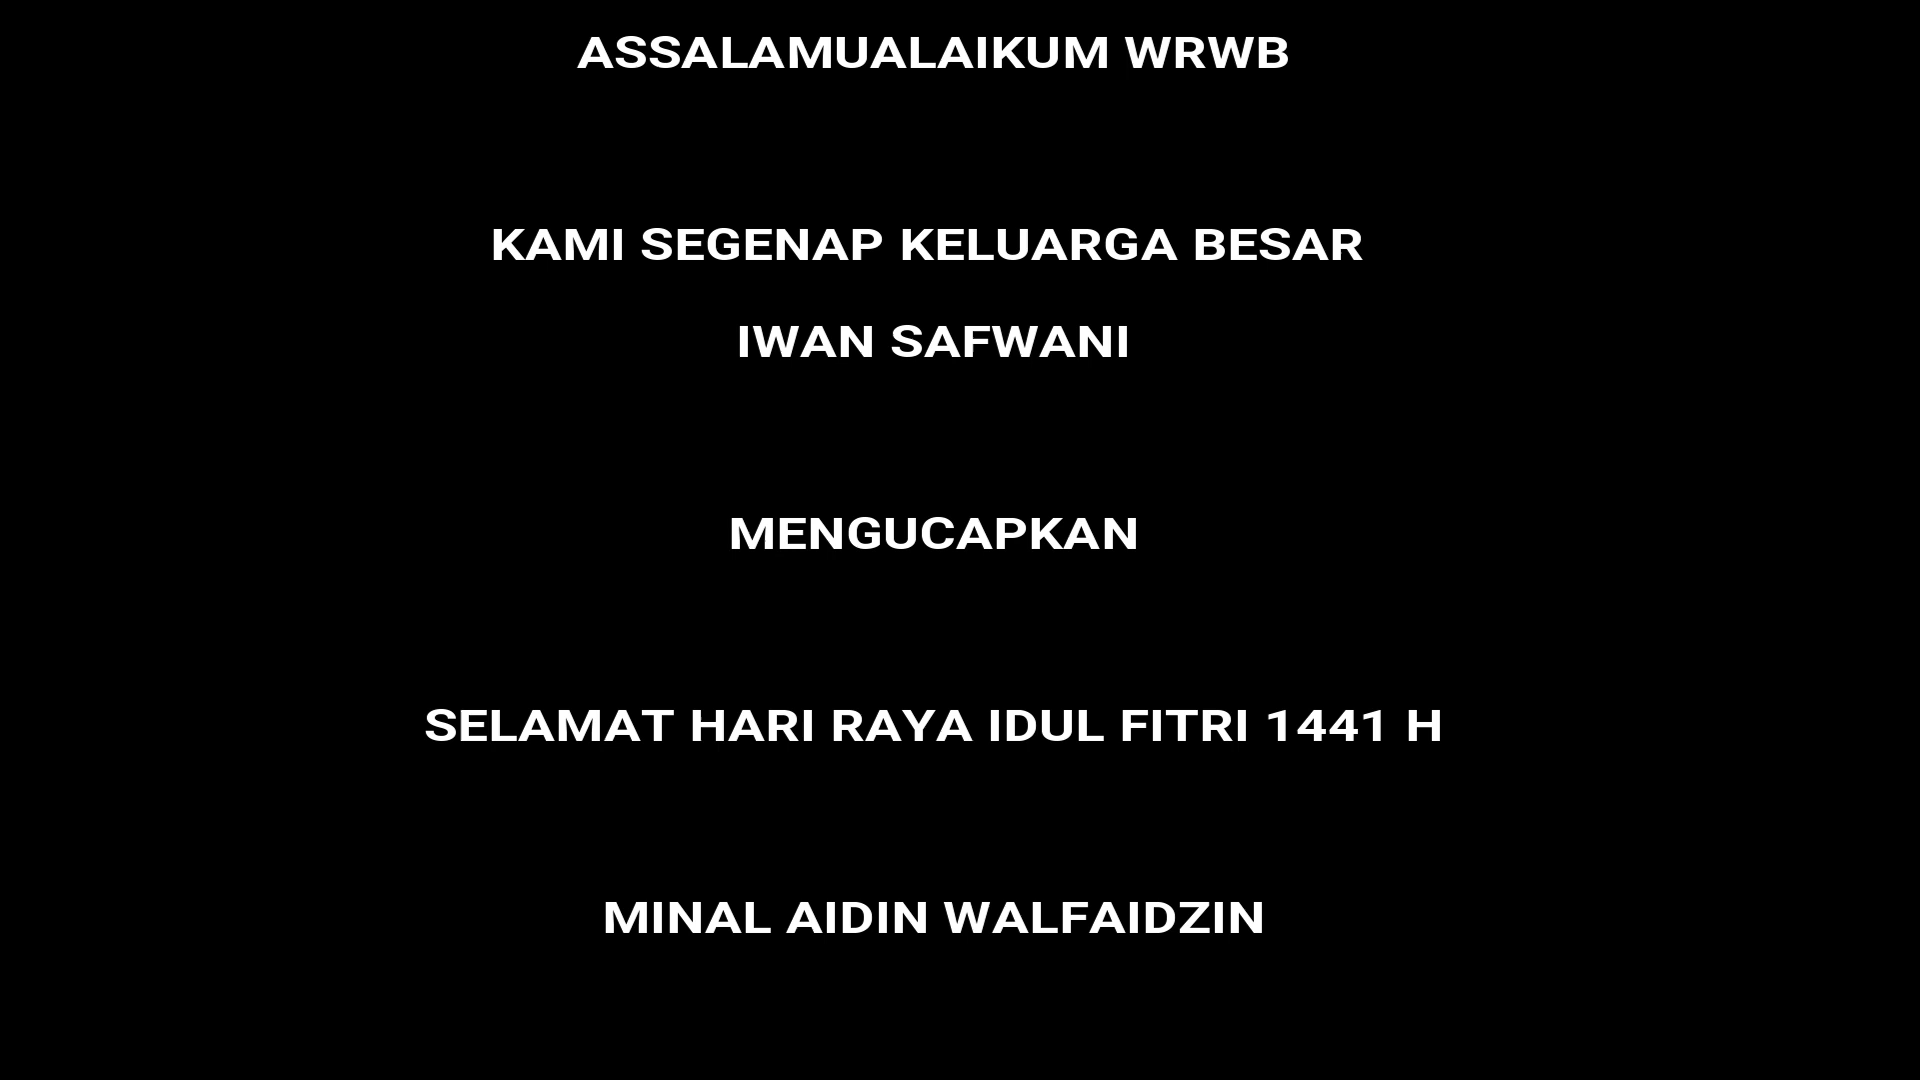 ASSALAMUALAIKUM WRWB
KAMI SEGENAP KELUARGA BESAR
IWAN SAFWANI
MENGUCAPKAN
SELAMAT HARI RAYA IDUL FITRI 1441 H
MINAL AIDIN WALFAIDZIN